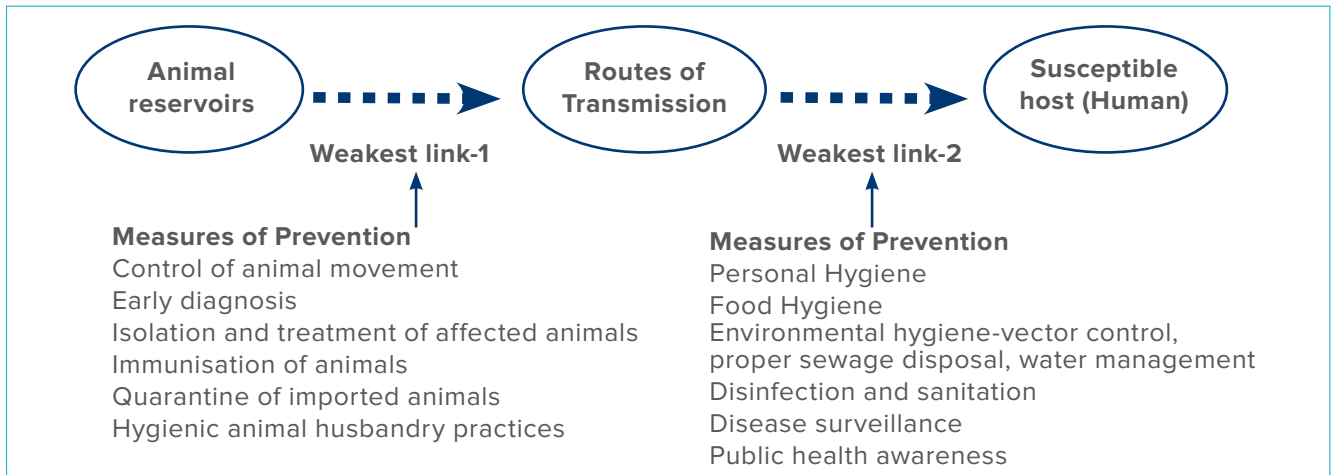 Animal
reservoirs
Routes of
Transmission
Susceptible
host (Human)
Weakest link-1
Weakest link-2
Measures of Prevention
Control of animal movement
Early diagnosis
Isolation and treatment of affected animals
Immunisation of animals
Quarantine of imported animals
Hygienic animal husbandry practices
Measures of Prevention
Personal Hygiene
Food Hygiene
Environmental hygiene-vector control,
proper sewage disposal, water management
Disinfection and sanitation
Disease surveillance
Public health awareness